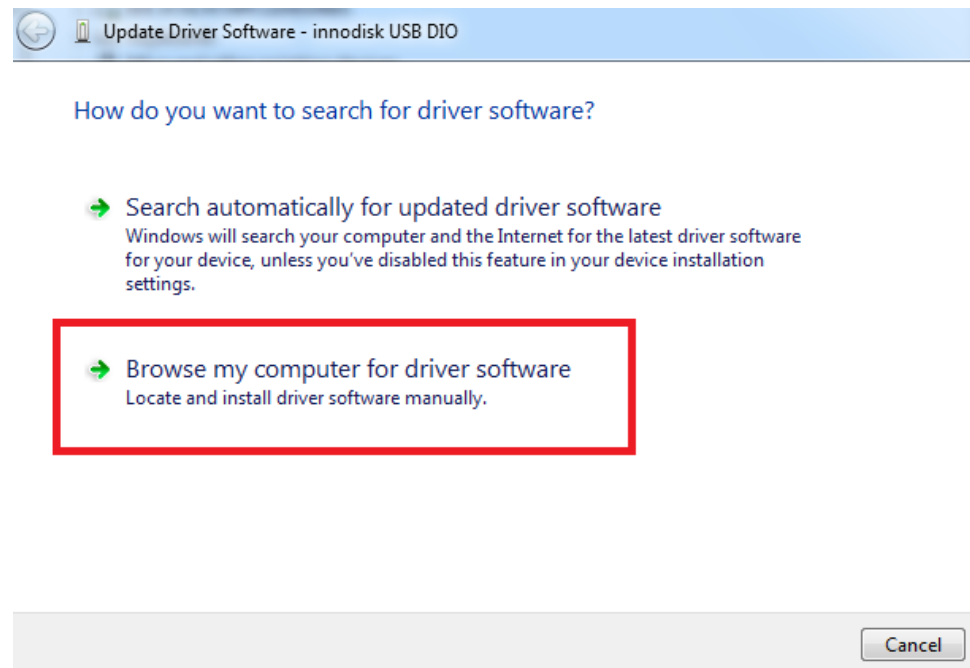 Update Driver Software - innodisk USB DIO
How do you want to search for driver software?
Search automatically for updated driver software
Windows will search your computer and the Internet for the latest driver software
for your device, unless you've disabled this feature in your device installation
settings.
Browse my computer for driver software
Locate and install driver software manually.
Cancel